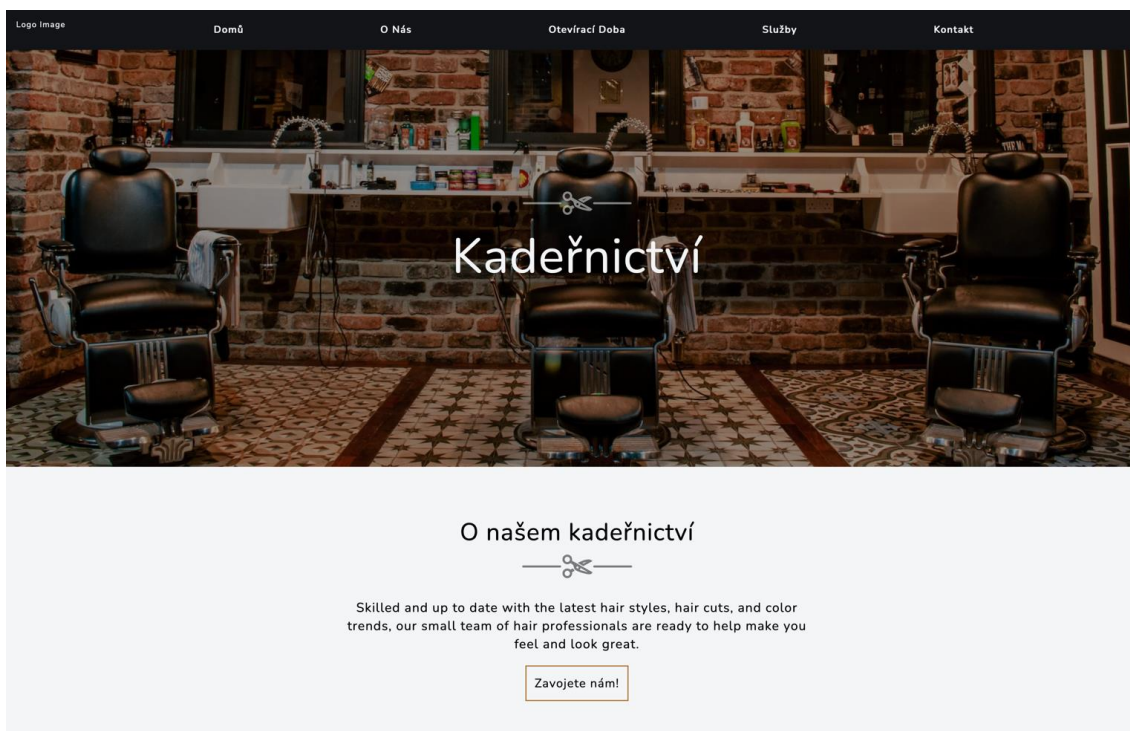 Logo Image
Domů
O Nás
Otevírací Doba
Služby
Kontakt
Kadeřnictví
O našem kadeřnictví
Skilled and up to date with the latest hair styles, hair cuts, and color
trends, our small team of hair professionals are ready to help make you
feel and look great.
Zavojete nám!